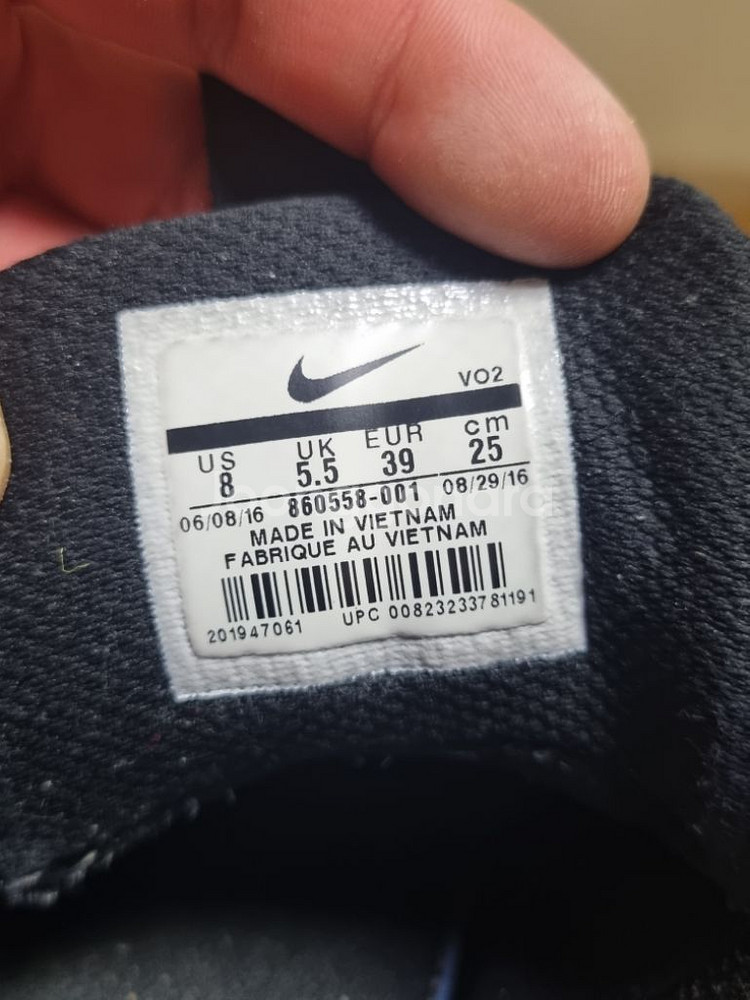 VO2
US UK EUR cm
8 5.5 39 25
06/08/16 860558-001 08/29/16
MADE IN VIETNAM
FABRIQUE AU VIETNAM
201947061 UPC 00823233781191